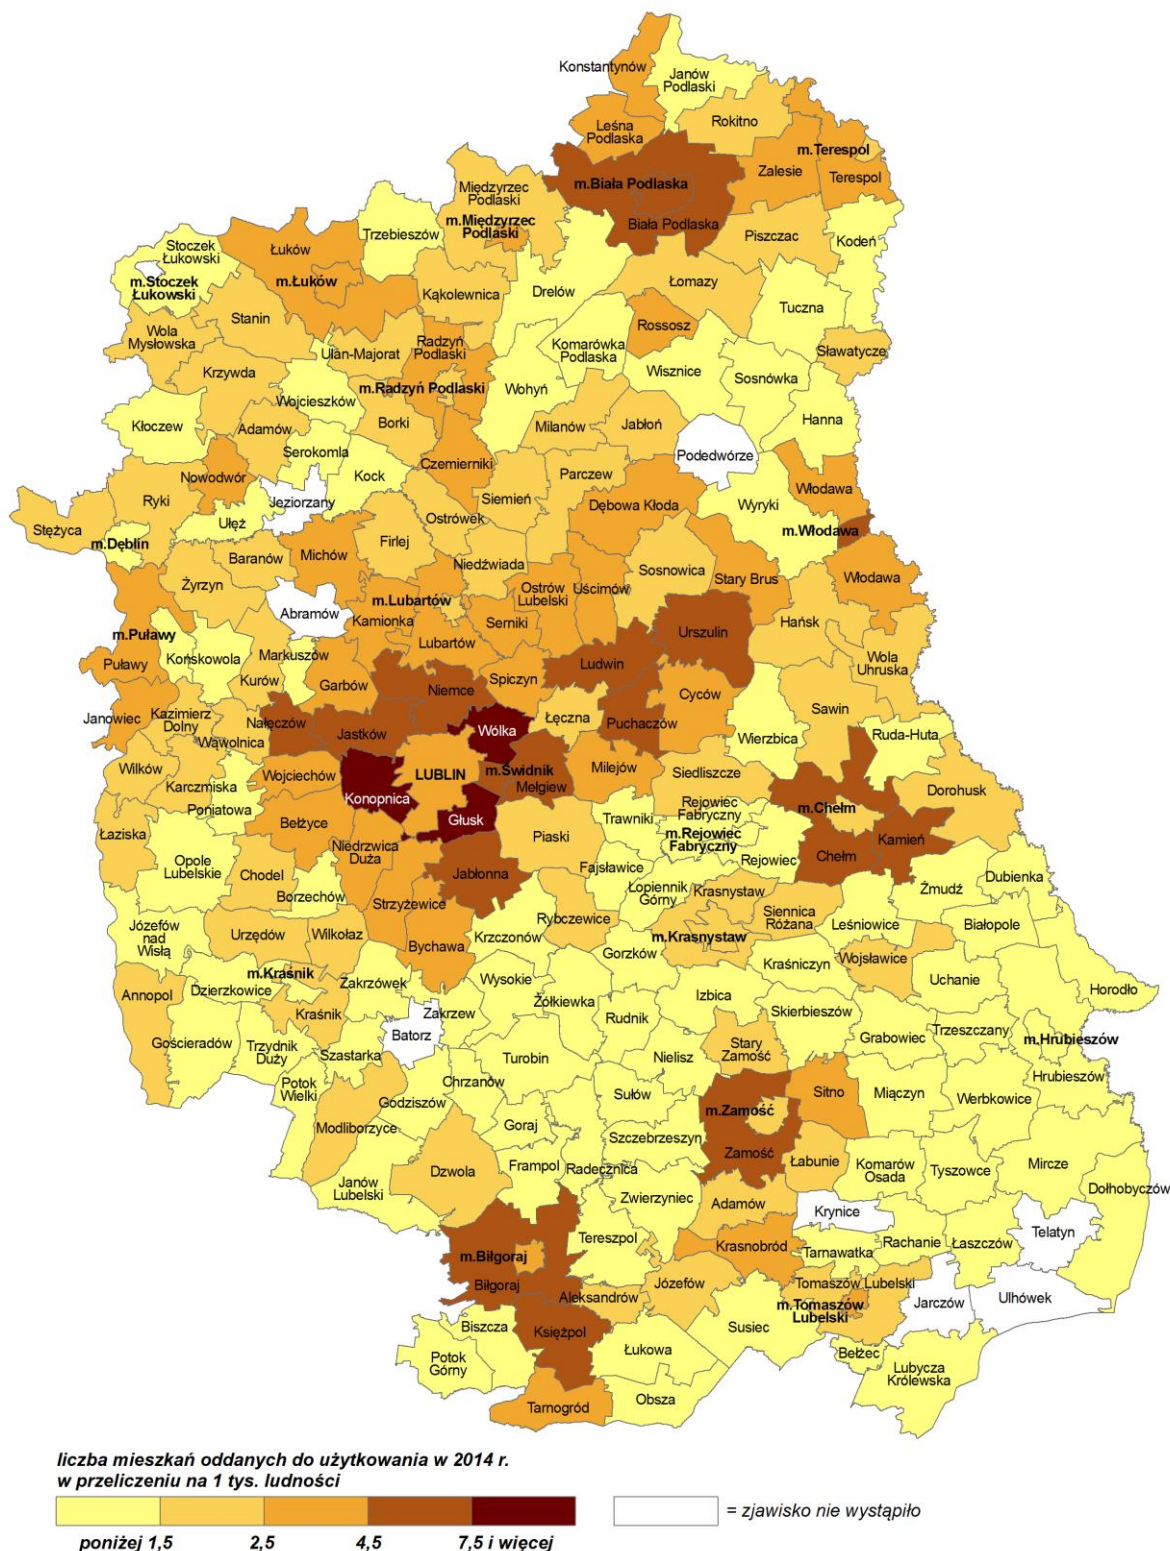 Konstantynów
Janów
Podlaski
Leśna
Podlaska
Rokitno
m.Terespol
Zalesie
Terespol
m.Biała Podlaska
Biała Podlaska
Międzyrzec
Podlaski
m.Międzyrzec
Podlaski
Trzebieszów
Piszczac
Kodeń
Stoczek
Łukowski
m.Stoczek
Łukowski
Łuków
m.Łuków
Kąkolewnica
Drelów
Łomazy
Tuczna
Stanin
Wola
Mysłowska
Krzywda
Ulan-Majorat
Radzyń
Podlaski
m.Radzyń Podlaski
Komarówka
Podlaska
Rossosz
Wisznice
Sosnówka
Sławatycze
Wojcieszków
Wohyń
Hanna
Kłoczew
Adamów
Borki
Milanów
Jabłoń
Podedwórze
Serokomla
Kock
Czemierniki
Nowodwór
Ryki
Jeziorzany
Siemień
Parczew
Dębowa Kłoda
Wyryki
Włodawa
m.Włodawa
Stężyca
Ułęż
m.Dęblin
Ostrówek
Firlej
Michów
Baranów
Żyrzyn
Niedźwiada
Sosnowica
Stary Brus
Włodawa
Abramów
m.Lubartów
Kamionka
Ostrów
Lubelski
Uścimów
Serniki
Lubartów
Urszulin
Hańsk
Wola
Uhruska
m.Puławy
Końskowola
Markuszów
Puławy
Kurów
Garbów
Niemce
Spiczyn
Ludwin
Cyców
Sawin
Janowiec
Kazimierz
Dolny
Nałęczów
Wąwolnica
Jastków
Wólka
Łęczna
Puchaczów
Wierzbica
Ruda-Huta
Wilków
Karczmiska
Poniatowa
Wojciechów
Konopnica
LUBLIN
m.Świdnik
Mełgiew
Milejów
Siedliszcze
Dorohusk
Łaziska
Bełżyce
Głusk
Rejowiec
Fabryczny
m.Chełm
Trawniki
m.Rejowiec
Fabryczny
Rejowiec
Chełm
Kamień
Opole
Lubelskie
Chodel
Niedrzwica
Duża
Piaski
Fajsławice
Jabłonna
Borzechów
Strzyżewice
Łopiennik
Górny
Krasnystaw
Siennica
Różana
Żmudź
Dubienka
Józefów
nad
Wisłą
Urzędów
Wilkołaz
Bychawa
Krzczonów
Rybczewice
m.Krasnystaw
Leśniowice
Białopole
Gorzków
Wojsławice
Annopol
m.Kraśnik
Dzierzkowice
Zakrzówek
Wysokie
Kraśniczyn
Uchanie
Horodło
Kraśnik
Zakrzew
Batorz
Żółkiewka
Izbica
Skierbieszów
Rudnik
Gościeradów
Trzydnik
Duży
Szastarka
Turobin
Nielisz
Stary
Zamość
Grabowiec
Trzeszczany
m.Hrubieszów
Hrubieszów
Potok
Wielki
Godziszów
Chrzanów
Sułów
m.Zamość
Sitno
Miączyn
Werbkowice
Modliborzyce
Goraj
Szczebrzeszyn
Zamość
Łabunie
Komarów
Osada
Tyszowce
Mircze
Dołhobyczów
Janów
Lubelski
Dzwola
Frampol
Radecznica
Zwierzyniec
Adamów
Krynice
Telatyn
Tereszpol
Krasnobród
Tarnawatka
Rachanie
Łaszczów
m.Biłgoraj
Biłgoraj
Aleksandrów
Józefów
Tomaszów Lubelski
m.Tomaszów
Lubelski
Jarczów
Ulhówek
Księżpol
Biszcza
Susiec
Potok
Górny
Łukowa
Bełżec
Lubycza
Królewska
Obsza
Tarnogród
liczba mieszkań oddanych do użytkowania w 2014 r.
w przeliczeniu na 1 tys. ludności
= zjawisko nie wystąpiło
poniżej 1,5 2,5 4,5 7,5 i więcej